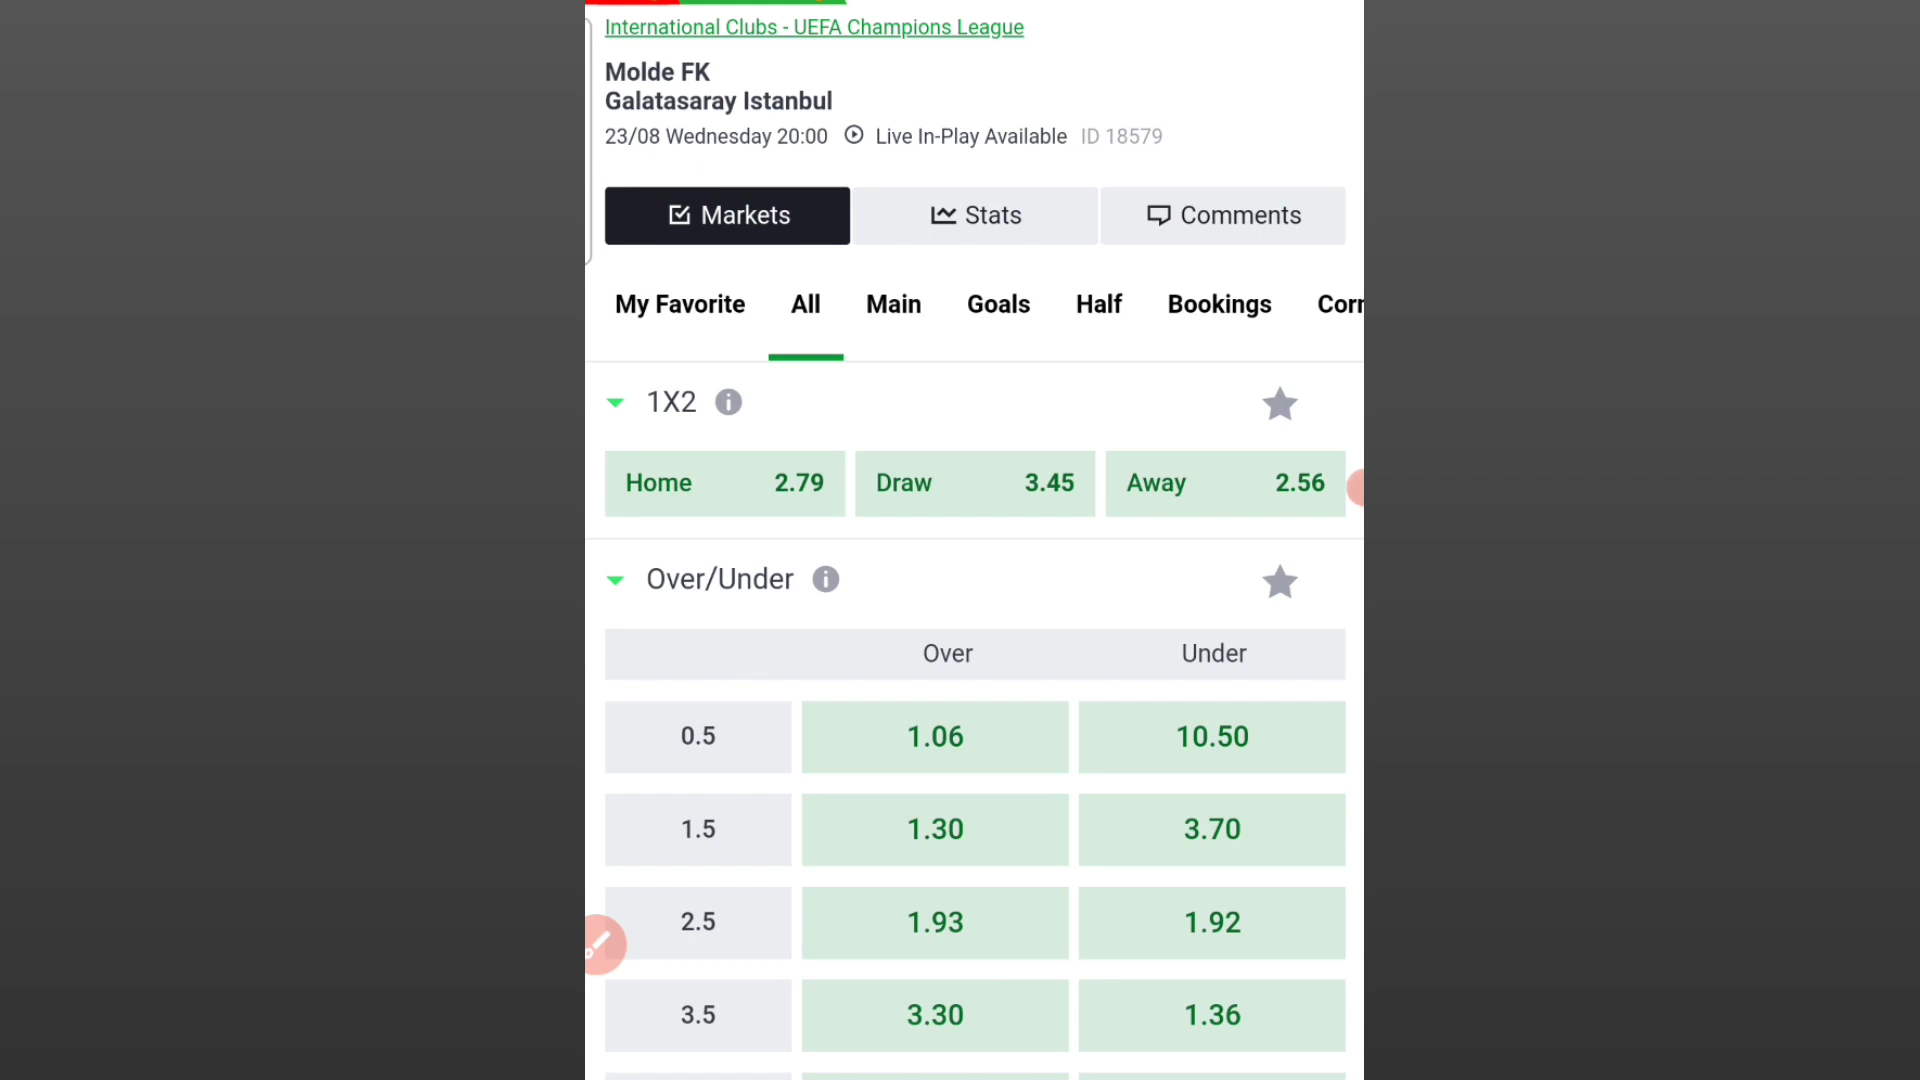 International Clubs - UEFA Champions League
Molde FK
Galatasaray Istanbul
23/08 Wednesday 20:00 Live In-Play Available ID 18579
Markets Stats Comments
My Favorite All Main Goals Half Bookings Corr
1X2
Home 2.79 Draw 3.45 Away 2.56
Over/Under
Over Under
0.5 1.06 10.50
1.5 1.30 3.70
2.5 1.93 1.92
3.5 3.30 1.36